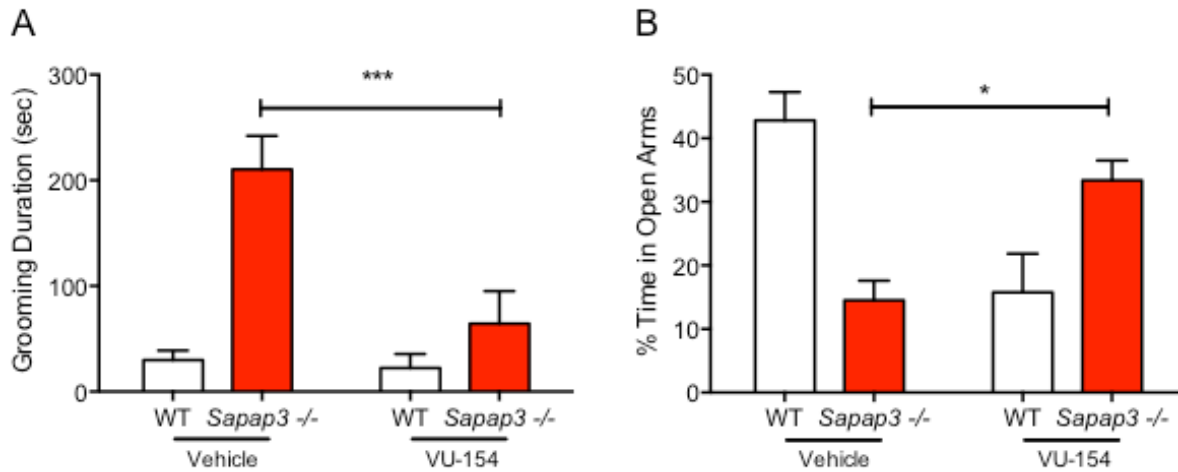 A
Grooming Duration (sec)
300
200
100
0
***
WT Sapap3 -/- WT Sapap3 -/-
Vehicle VU-154
B
% Time in Open Arms
50
40
30
20
10
0
*
WT Sapap3 -/- WT Sapap3 -/-
Vehicle VU-154